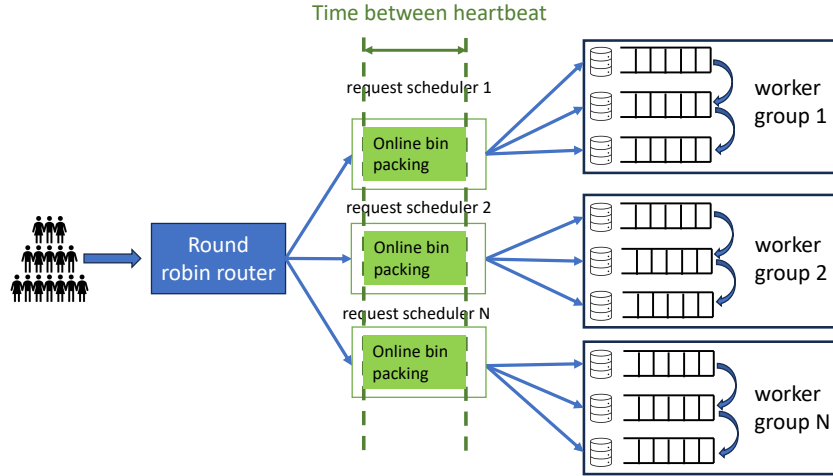 Time between heartbeat
request scheduler 1
Online bin
packing
worker
group 1
request scheduler 2
Round
robin router
Online bin
packing
worker
group 2
request scheduler N
Online bin
packing
worker
group N